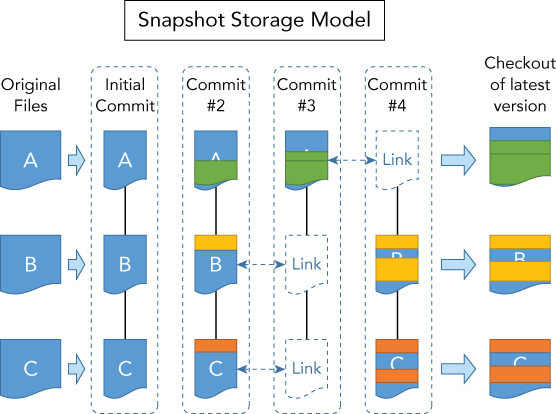 Snapshot Storage Model
Original
Files
Initial
Commit
Commit
#2
Commit
#3
Commit
#4
Checkout
of latest
version
A
A
A
Link
B
B
B
Link
B
B
C
C
C
Link
C
C